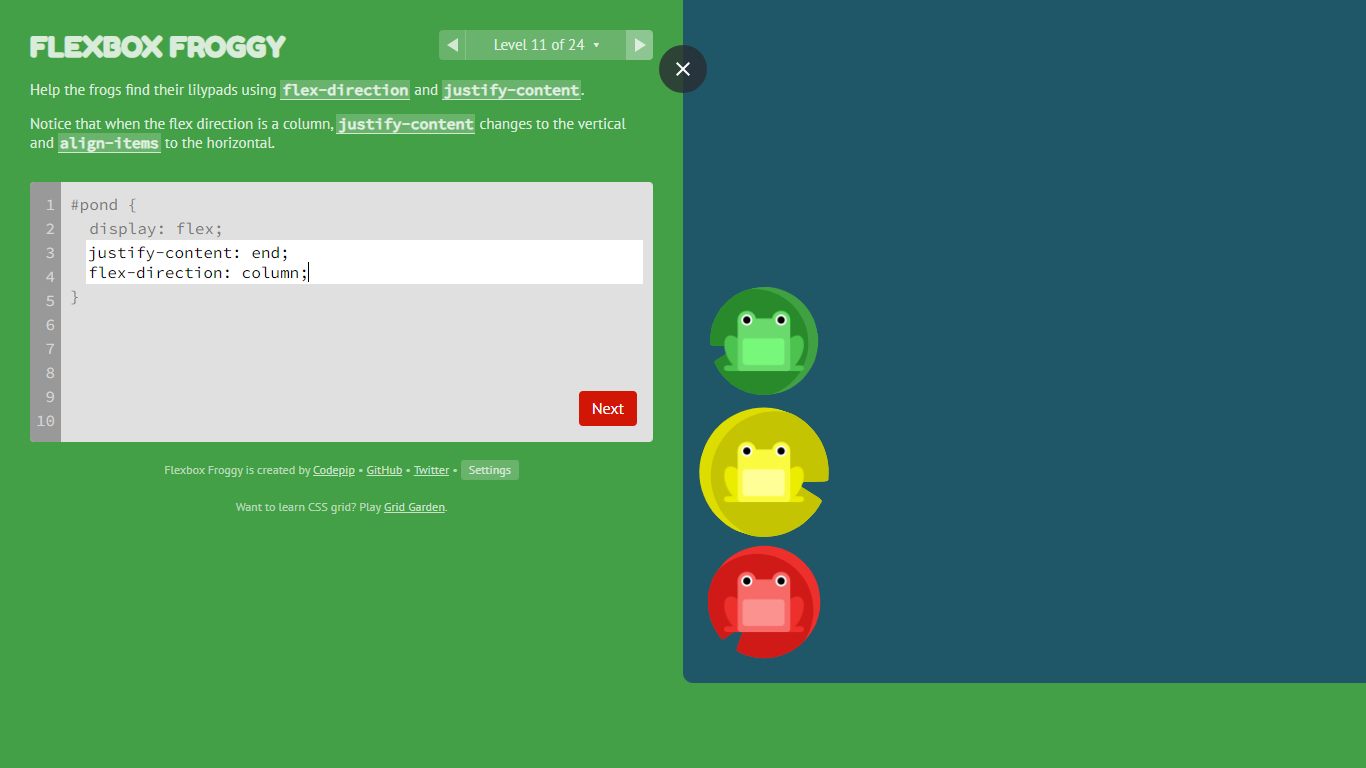 FLEXBOX FROGGY
Level 11 of 24
Help the frogs find their lilypads using flex-direction and justify-content.
Notice that when the flex direction is a column, justify-content changes to the vertical
and align-items to the horizontal.
1 #pond {
2 display: flex;
3 justify-content: end;
4 flex-direction: column;
5 }
6
7
8
9
10
Next
Flexbox Froggy is created by Codepip • GitHub • Twitter • Settings
Want to learn CSS grid? Play Grid Garden.